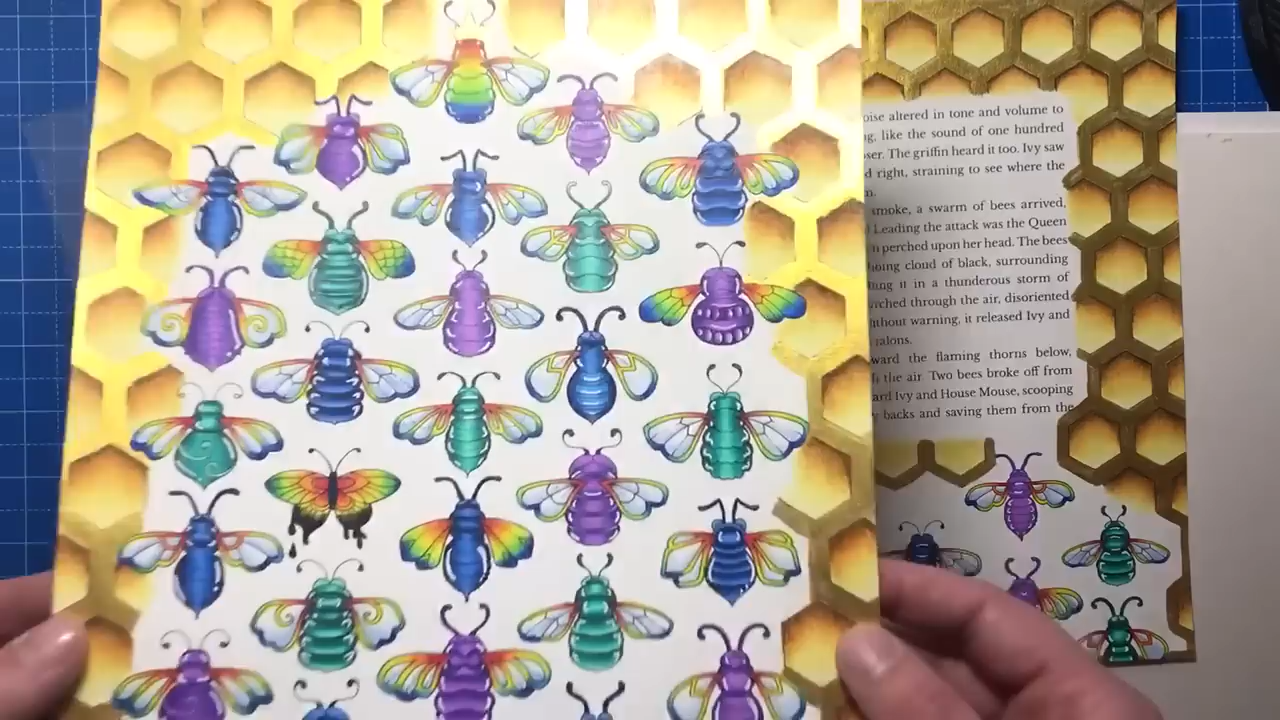 oise altered in tone and volume to
g, like the sound of one hundred
ser. The griffin heard it too. Ivy saw
d right, straining to see where the
n.
smoke, a swarm of bees arrived,
Leading the attack was the Queen
perched upon her head. The bees
cloud of black, surrounding
it in a thunderous storm of
through the air, disoriented
ithout warning, it released Ivy and
talons.
ward the flaming thorns below,
the air. Two bees broke off from
ard Ivy and House Mouse, scooping
backs and saving them from the